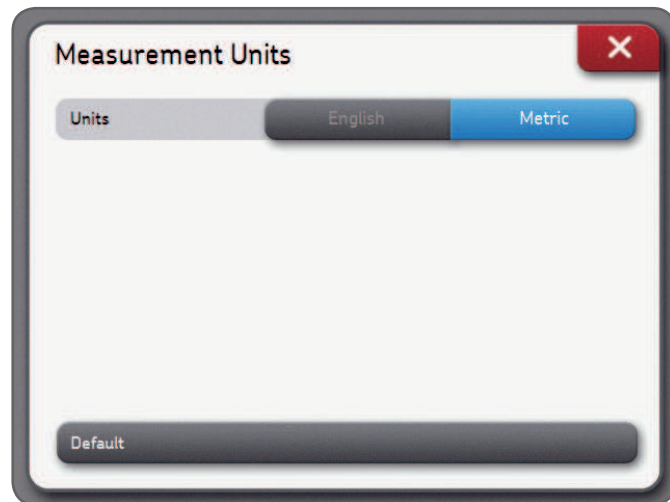 Measurement Units
Units
English
Metric
Default